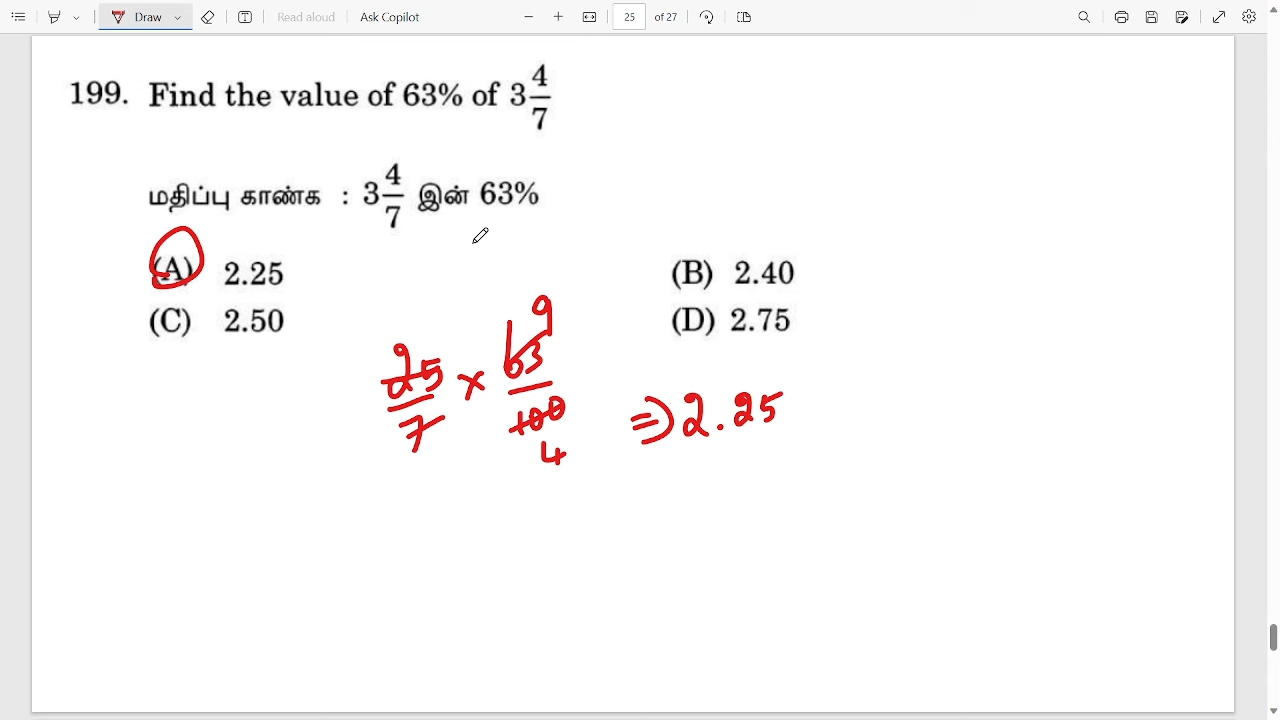 Draw Read aloud Ask Copilot 25 of 27
199. Find the value of 63% of 3 4/7
மதிப்பு காண்க : 3 4/7 இன் 63%
(A) 2.25 (B) 2.40
(C) 2.50 (D) 2.75
9 9
25/7 × 63/100 ⇒ 2.25
4